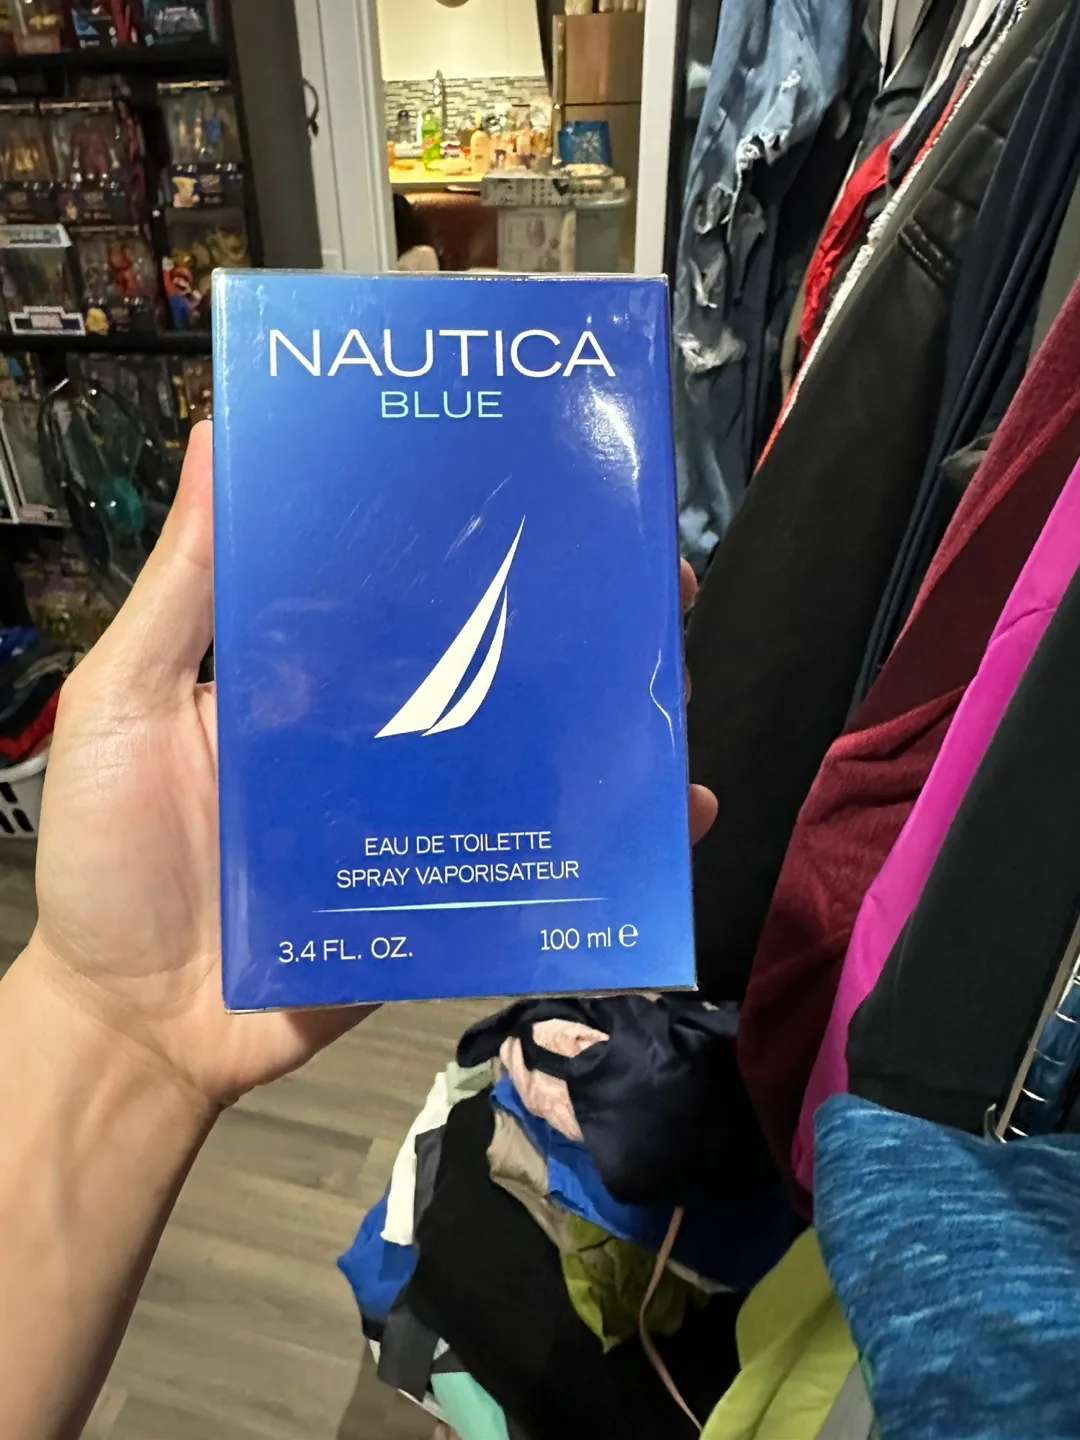 NAUTICA
BLUE
EAU DE TOILETTE
SPRAY VAPORISATEUR
3.4 FL. OZ.
100 ml ℮